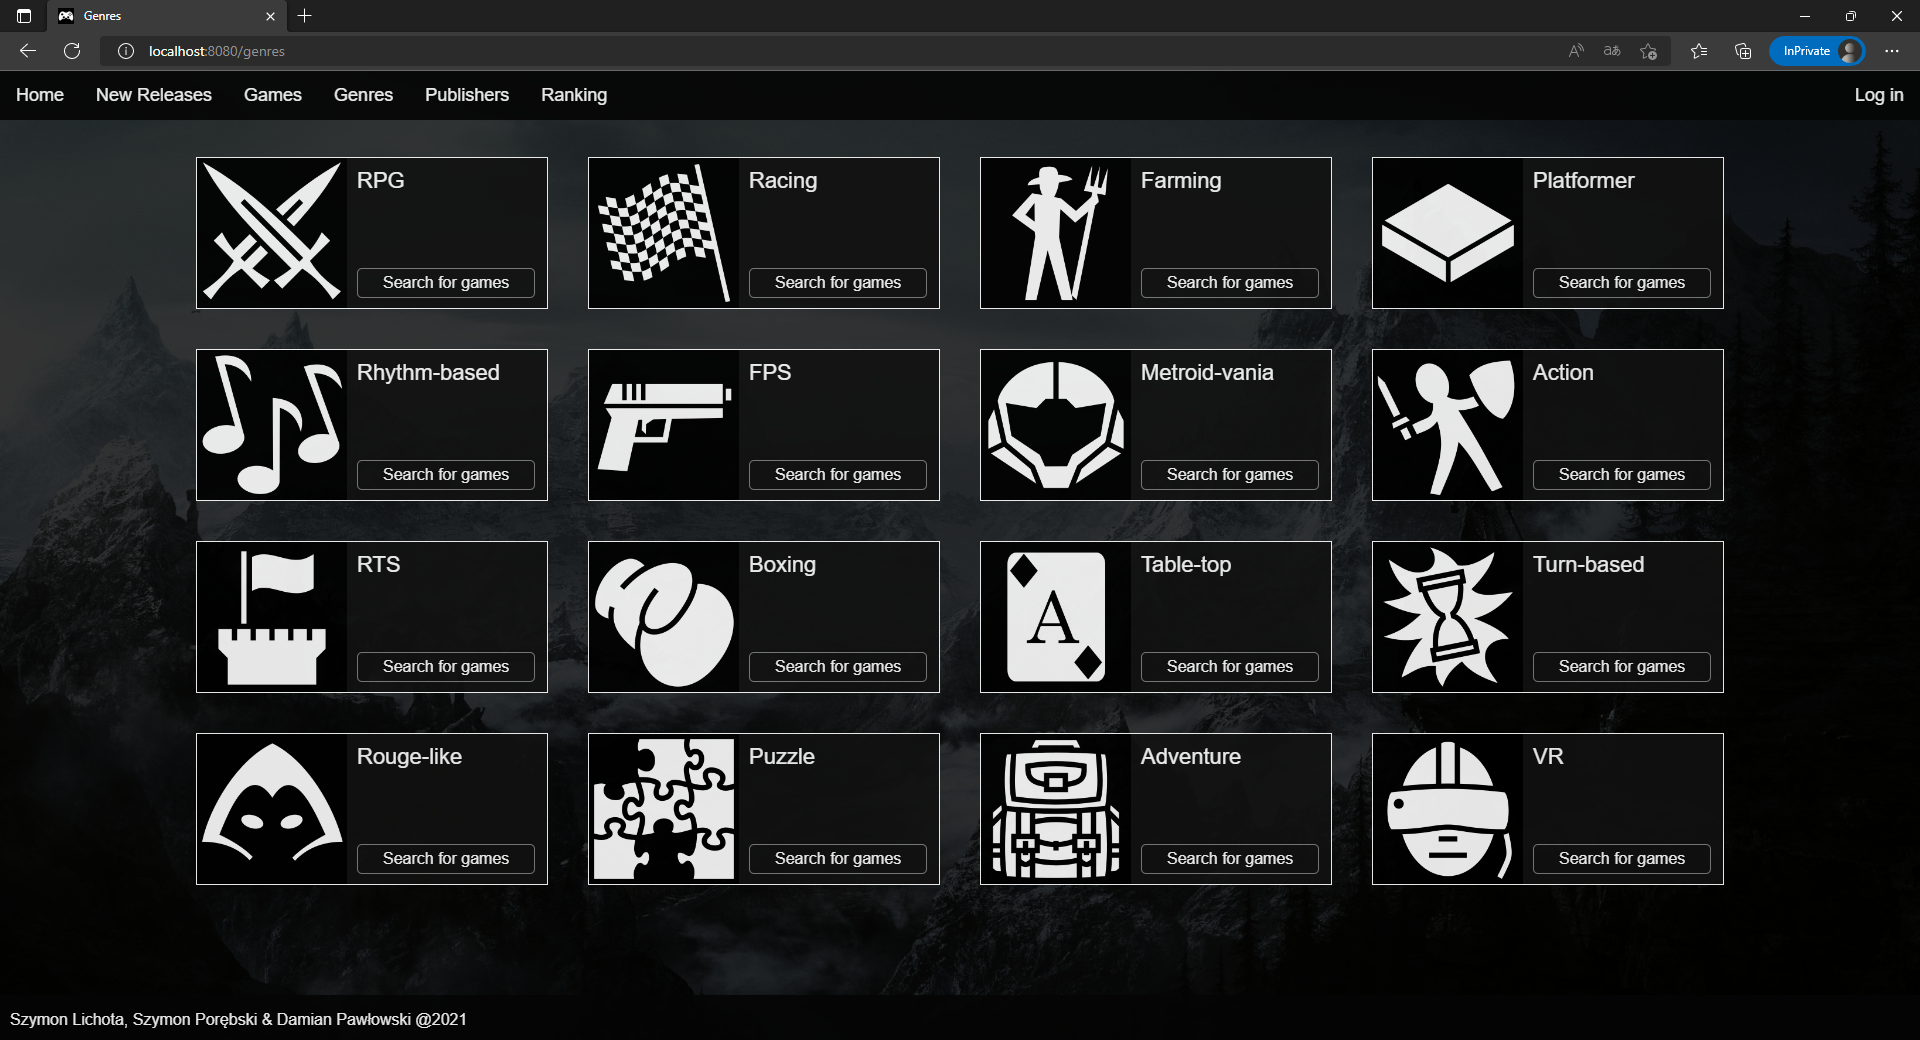 Genres
localhost:8080/genres
InPrivate
Home New Releases Games Genres Publishers Ranking Log in
RPG Racing Farming Platformer
Search for games Search for games Search for games Search for games
Rhythm-based FPS Metroid-vania Action
Search for games Search for games Search for games Search for games
RTS Boxing Table-top Turn-based
A
Search for games Search for games Search for games Search for games
Rouge-like Puzzle Adventure VR
Search for games Search for games Search for games Search for games
Szymon Lichota, Szymon Porębski & Damian Pawłowski @2021